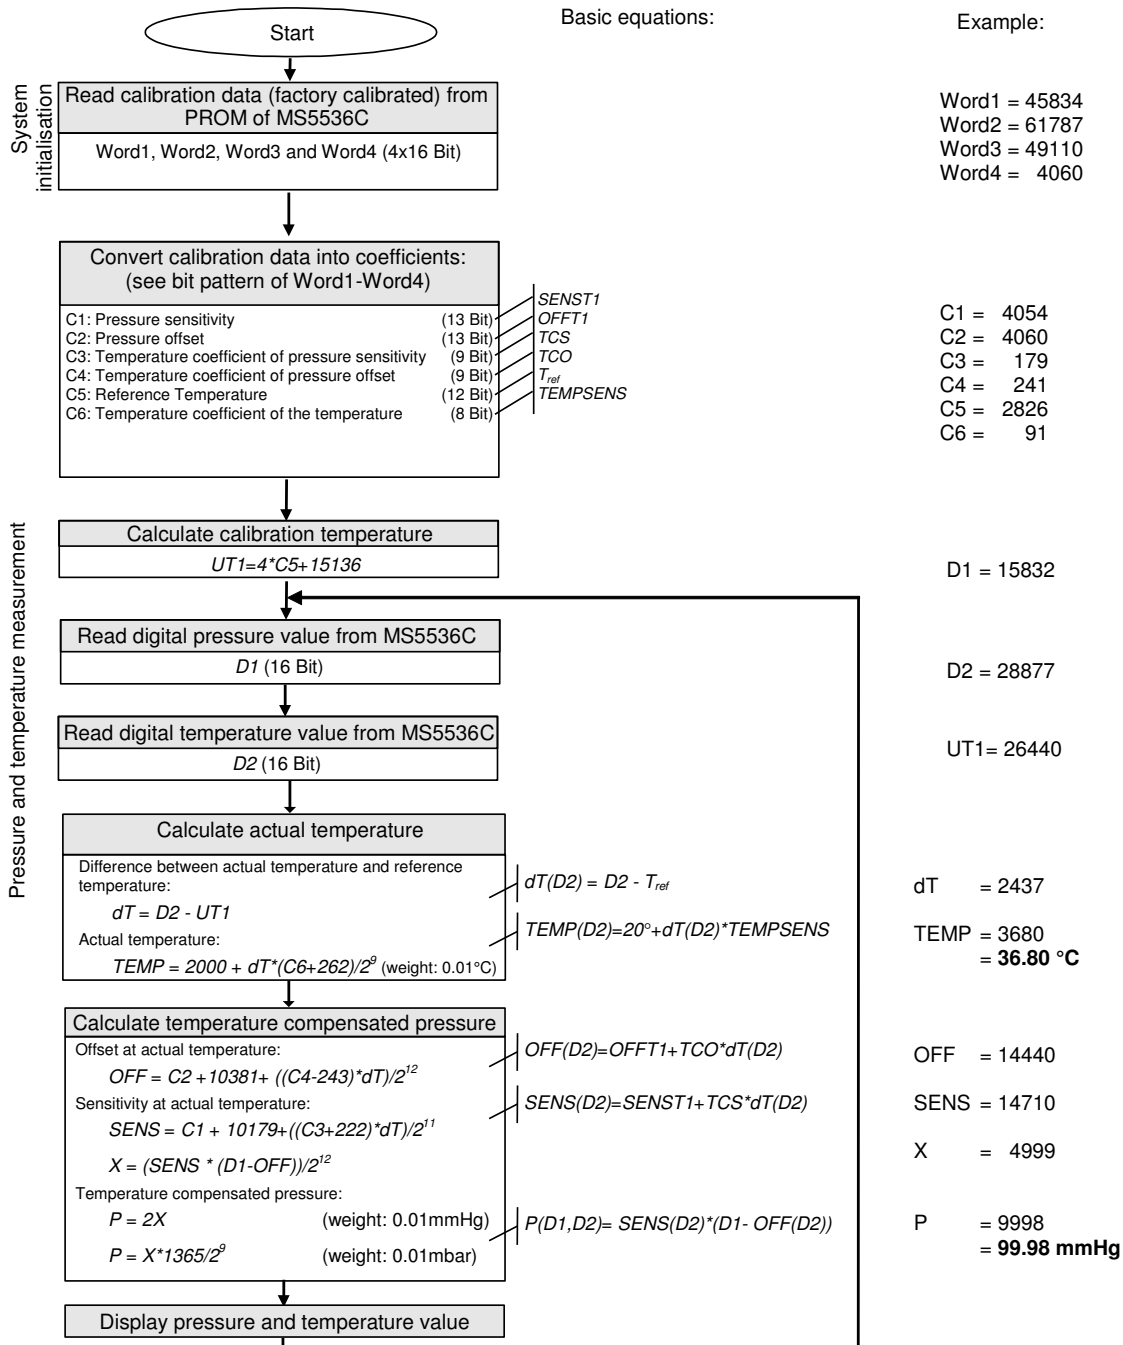 Basic equations:
Example:
Start
System initialisation
Read calibration data (factory calibrated) from
PROM of MS5536C
Word1, Word2, Word3 and Word4 (4x16 Bit)
Word1 = 45834
Word2 = 61787
Word3 = 49110
Word4 = 4060
Convert calibration data into coefficients:
(see bit pattern of Word1-Word4)
C1: Pressure sensitivity (13 Bit) SENST1
C2: Pressure offset (13 Bit) OFFT1
C3: Temperature coefficient of pressure sensitivity (9 Bit) TCS
C4: Temperature coefficient of pressure offset (9 Bit) TCO
C5: Reference Temperature (12 Bit) Tref
C6: Temperature coefficient of the temperature (8 Bit) TEMPSENS
C1 = 4054
C2 = 4060
C3 = 179
C4 = 241
C5 = 2826
C6 = 91
Pressure and temperature measurement
Calculate calibration temperature
UT1=4*C5+15136
D1 = 15832
Read digital pressure value from MS5536C
D1 (16 Bit)
D2 = 28877
Read digital temperature value from MS5536C
D2 (16 Bit)
UT1= 26440
Calculate actual temperature
Difference between actual temperature and reference
temperature:
dT = D2 - UT1
dT(D2) = D2 - Tref
dT = 2437
Actual temperature:
TEMP = 2000 + dT*(C6+262)/2^9 (weight: 0.01°C)
TEMP(D2)=20°+dT(D2)*TEMPSENS
TEMP = 3680
= 36.80 °C
Calculate temperature compensated pressure
Offset at actual temperature:
OFF = C2 +10381+ ((C4-243)*dT)/2^12
OFF(D2)=OFFT1+TCO*dT(D2)
OFF = 14440
Sensitivity at actual temperature:
SENS = C1 + 10179+((C3+222)*dT)/2^11
SENS(D2)=SENST1+TCS*dT(D2)
SENS = 14710
X = (SENS * (D1-OFF))/2^12
X = 4999
Temperature compensated pressure:
P = 2X (weight: 0.01mmHg)
P = X*1365/2^9 (weight: 0.01mbar)
P(D1,D2)= SENS(D2)*(D1- OFF(D2))
P = 9998
= 99.98 mmHg
Display pressure and temperature value